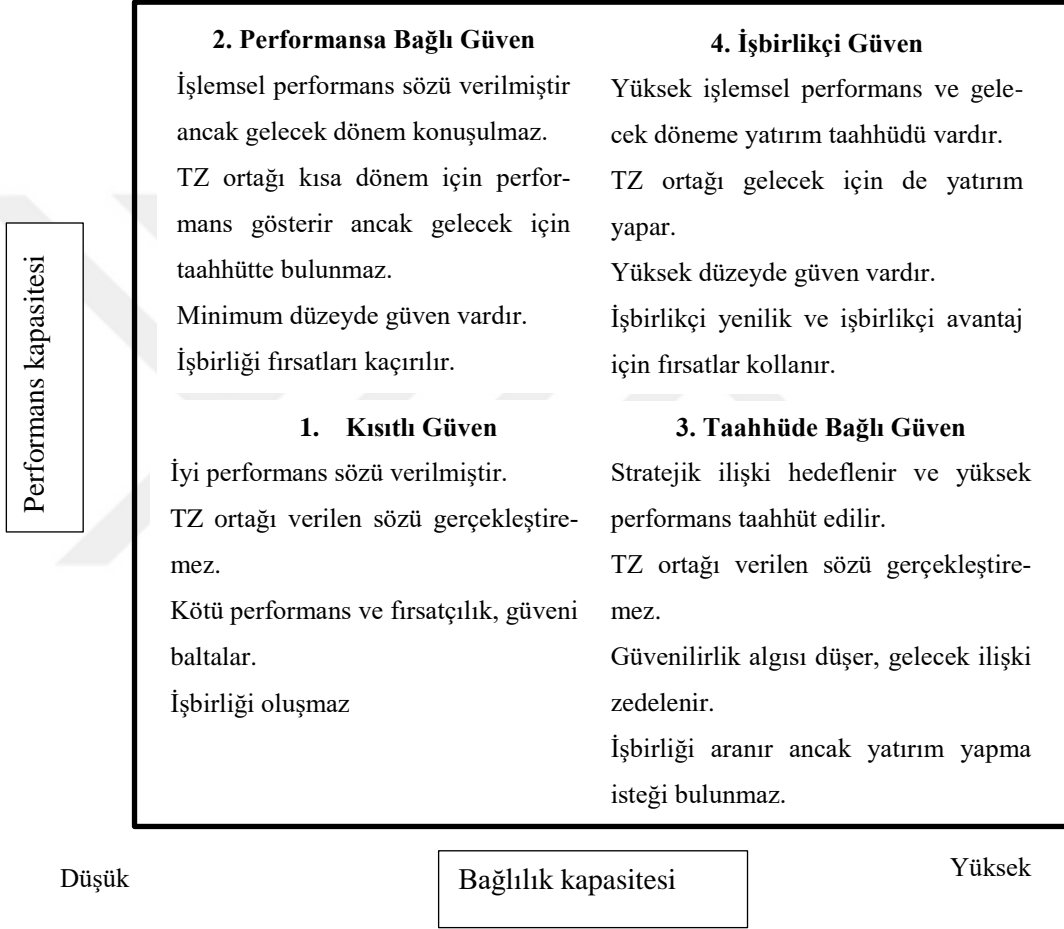 2. Performansa Bağlı Güven
İşlemsel performans sözü verilmiştir
ancak gelecek dönem konuşulmaz.
TZ ortağı kısa dönem için perfor-
mans gösterir ancak gelecek için
taahhütte bulunmaz.
Minimum düzeyde güven vardır.
İşbirliği fırsatları kaçırılır.
4. İşbirlikçi Güven
Yüksek işlemsel performans ve gele-
cek döneme yatırım taahhüdü vardır.
TZ ortağı gelecek için de yatırım
yapar.
Yüksek düzeyde güven vardır.
İşbirlikçi yenilik ve işbirlikçi avantaj
için fırsatlar kollanır.
Performans kapasitesi
1. Kısıtlı Güven
İyi performans sözü verilmiştir.
TZ ortağı verilen sözü gerçekleştire-
mez.
Kötü performans ve fırsatçılık, güveni
baltalar.
İşbirliği oluşmaz
3. Taahhüde Bağlı Güven
Stratejik ilişki hedeflenir ve yüksek
performans taahhüt edilir.
TZ ortağı verilen sözü gerçekleştire-
mez.
Güvenilirlik algısı düşer, gelecek ilişki
zedelenir.
İşbirliği aranır ancak yatırım yapma
isteği bulunmaz.
Düşük
Bağlılık kapasitesi
Yüksek